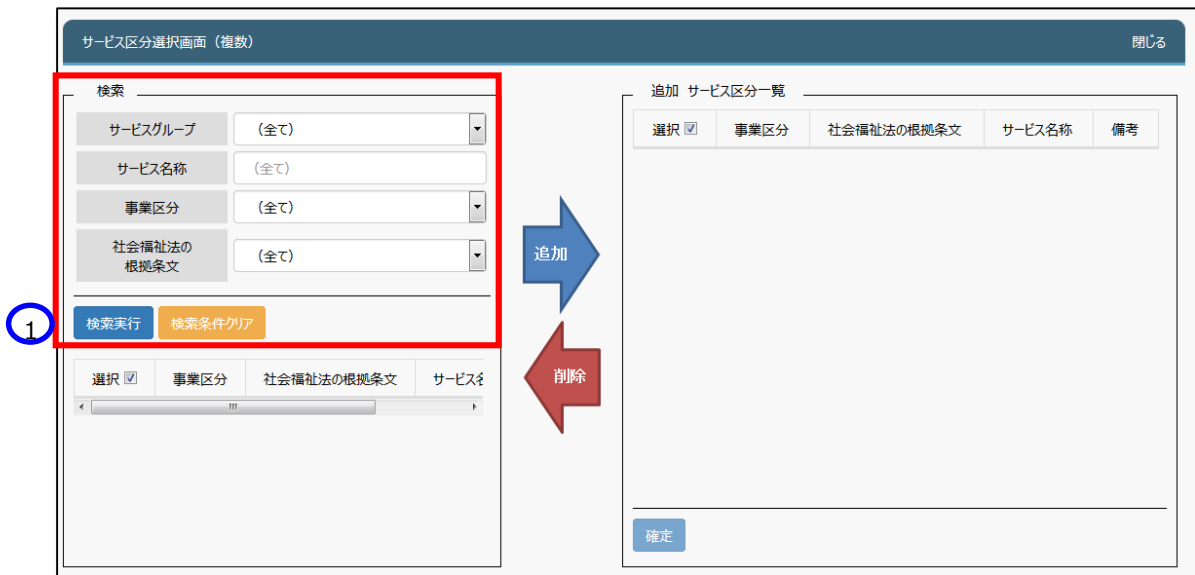 サービス区分選択画面（複数）
閉じる
検索
サービスグループ
（全て）
サービス名称
（全て）
事業区分
（全て）
社会福祉法の
根拠条文
（全て）
1
検索実行
検索条件クリア
選択
事業区分
社会福祉法の根拠条文
サービス名
追加
削除
追加 サービス区分一覧
選択
事業区分
社会福祉法の根拠条文
サービス名称
備考
確定